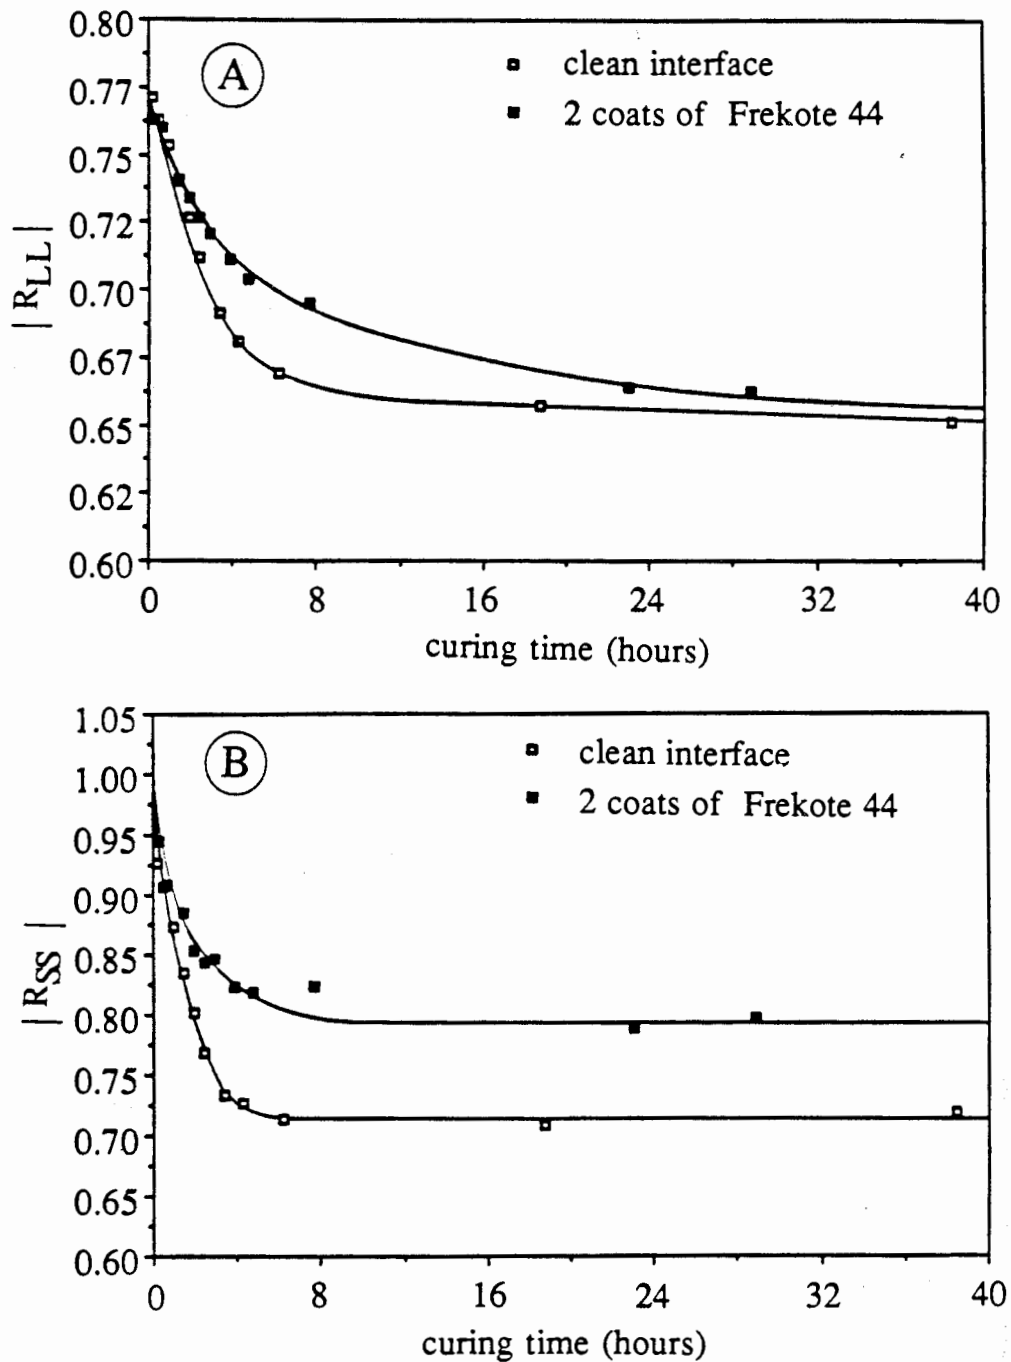 0.80
A
clean interface
0.77
2 coats of Frekote 44
0.75
0.72
|RLL|
0.70
0.67
0.65
0.62
0.60
0 8 16 24 32 40
curing time (hours)
1.05
B
clean interface
1.00
2 coats of Frekote 44
0.95
0.90
|RSS|
0.85
0.80
0.75
0.70
0.65
0.60
0 8 16 24 32 40
curing time (hours)